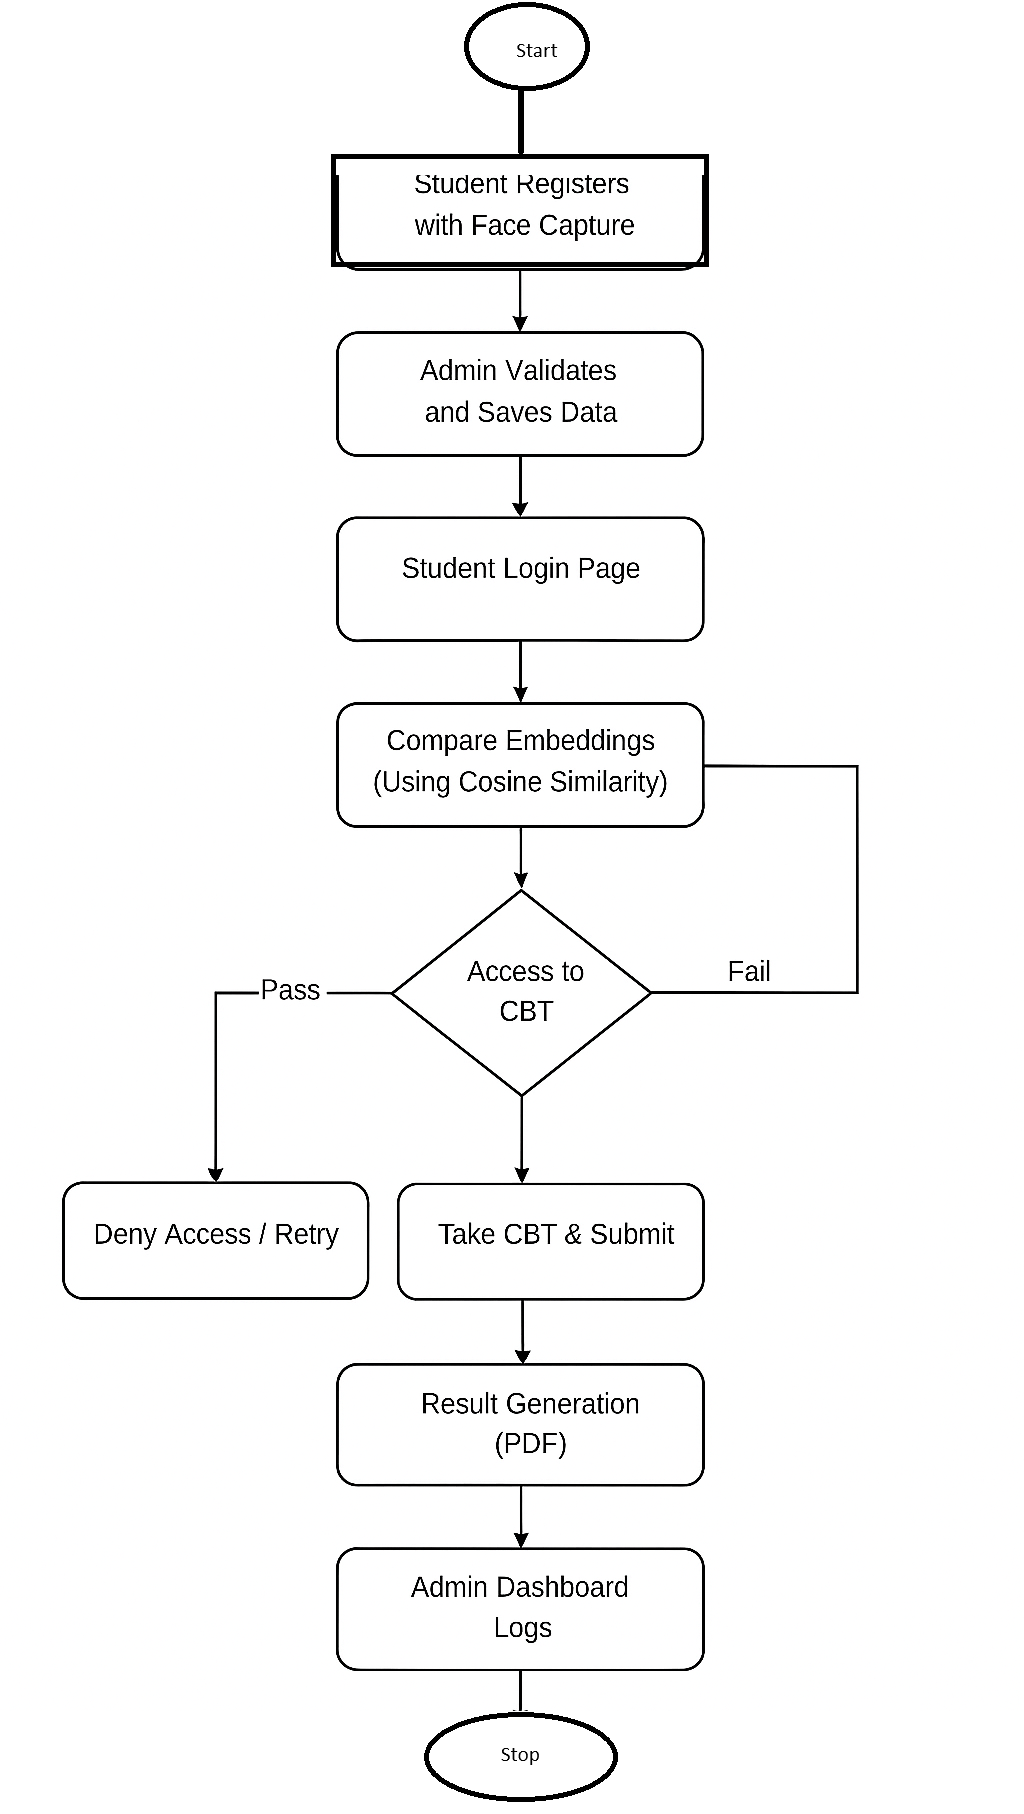 Start
Student Registers
with Face Capture
Admin Validates
and Saves Data
Student Login Page
Compare Embeddings
(Using Cosine Similarity)
Access to
CBT
Fail
Pass
Deny Access / Retry
Take CBT & Submit
Result Generation
(PDF)
Admin Dashboard
Logs
Stop